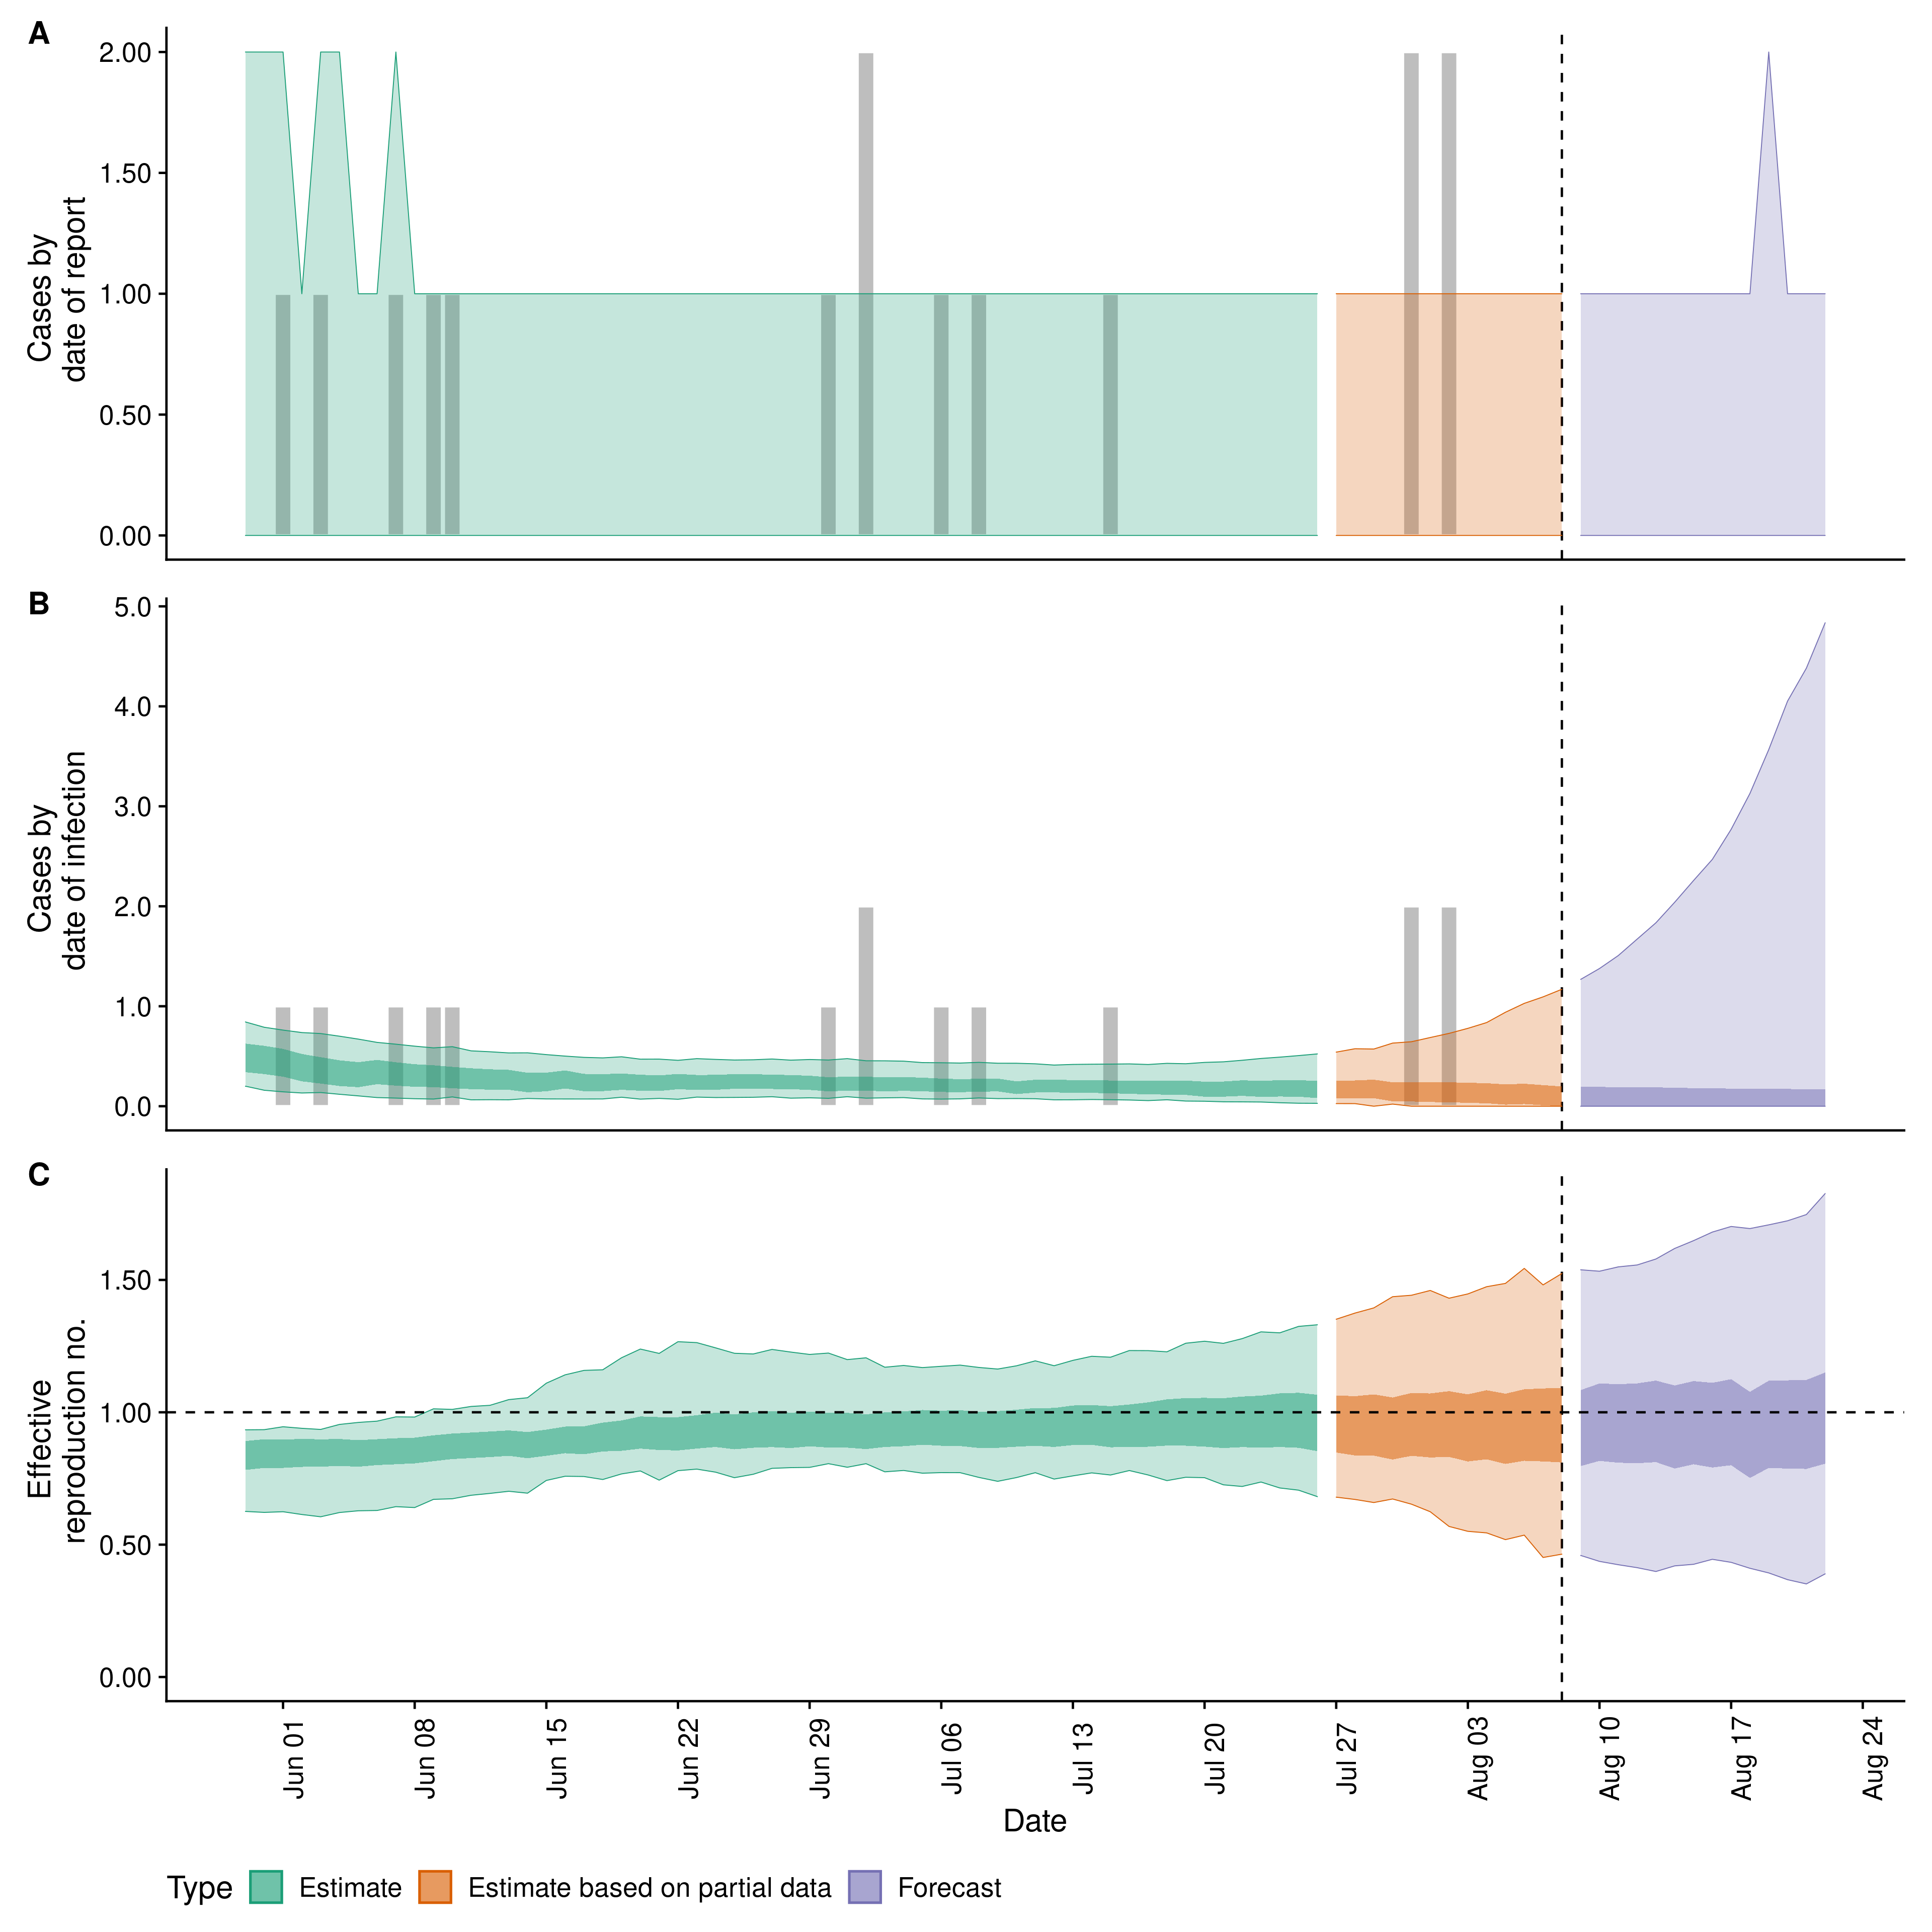 A
Cases by
date of report
2.00
1.50
1.00
0.50
0.00
B
Cases by
date of infection
5.0
4.0
3.0
2.0
1.0
0.0
C
Effective
reproduction no.
1.50
1.00
0.50
0.00
Jun 01
Jun 08
Jun 15
Jun 22
Jun 29
Jul 06
Jul 13
Jul 20
Jul 27
Aug 03
Aug 10
Aug 17
Aug 24
Date
Type Estimate Estimate based on partial data Forecast